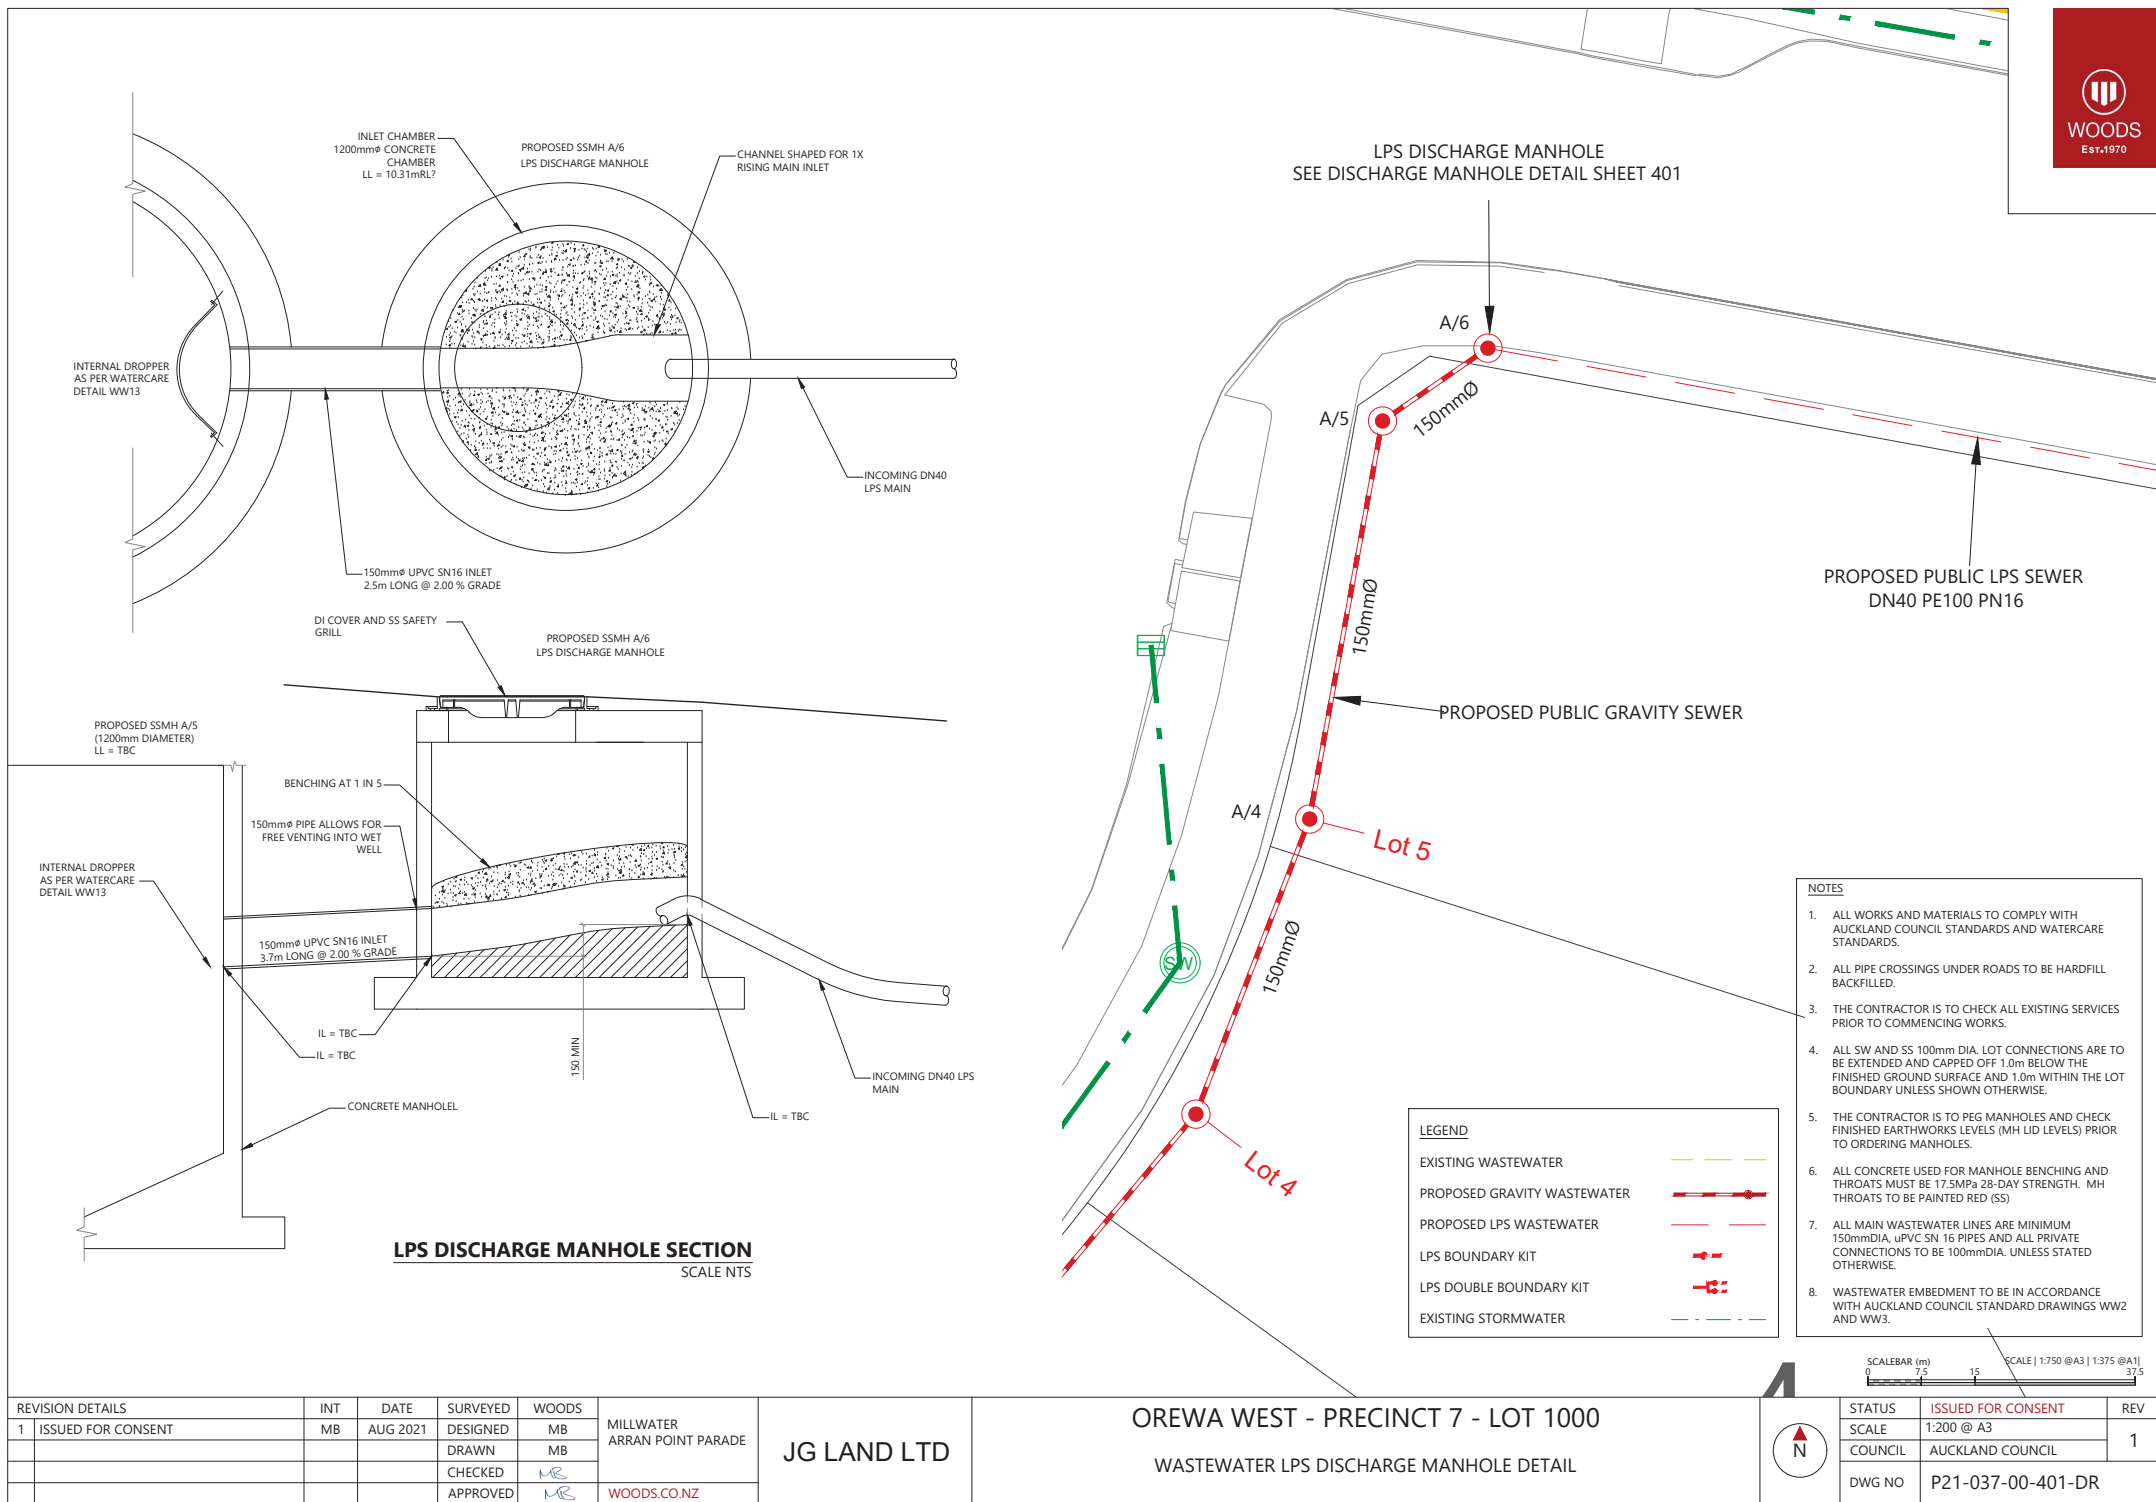 INLET CHAMBER
1200mmø CONCRETE
CHAMBER
LL = 10.31mRL?
PROPOSED SSMH A/6
LPS DISCHARGE MANHOLE
CHANNEL SHAPED FOR 1X
RISING MAIN INLET
INTERNAL DROPPER
AS PER WATERCARE
DETAIL WW13
INCOMING DN40
LPS MAIN
150mmø UPVC SN16 INLET
2.5m LONG @ 2.00 % GRADE
DI COVER AND SS SAFETY
GRILL
PROPOSED SSMH A/6
LPS DISCHARGE MANHOLE
PROPOSED SSMH A/5
(1200mm DIAMETER)
LL = TBC
BENCHING AT 1 IN 5
150mmø PIPE ALLOWS FOR
FREE VENTING INTO WET
WELL
INTERNAL DROPPER
AS PER WATERCARE
DETAIL WW13
150mmø UPVC SN16 INLET
3.7m LONG @ 2.00 % GRADE
IL = TBC
IL = TBC
150 MIN
INCOMING DN40 LPS
MAIN
IL = TBC
CONCRETE MANHOLEL
LPS DISCHARGE MANHOLE SECTION
SCALE NTS
WOODS
EST.1970
LPS DISCHARGE MANHOLE
SEE DISCHARGE MANHOLE DETAIL SHEET 401
A/6
A/5
150mmØ
PROPOSED PUBLIC LPS SEWER
DN40 PE100 PN16
150mmØ
PROPOSED PUBLIC GRAVITY SEWER
A/4
Lot 5
SW
150mmØ
Lot 4
NOTES
1. ALL WORKS AND MATERIALS TO COMPLY WITH
AUCKLAND COUNCIL STANDARDS AND WATERCARE
STANDARDS.
2. ALL PIPE CROSSINGS UNDER ROADS TO BE HARDFILL
BACKFILLED.
3. THE CONTRACTOR IS TO CHECK ALL EXISTING SERVICES
PRIOR TO COMMENCING WORKS.
4. ALL SW AND SS 100mm DIA. LOT CONNECTIONS ARE TO
BE EXTENDED AND CAPPED OFF 1.0m BELOW THE
FINISHED GROUND SURFACE AND 1.0m WITHIN THE LOT
BOUNDARY UNLESS SHOWN OTHERWISE.
5. THE CONTRACTOR IS TO PEG MANHOLES AND CHECK
FINISHED EARTHWORKS LEVELS (MH LID LEVELS) PRIOR
TO ORDERING MANHOLES.
6. ALL CONCRETE USED FOR MANHOLE BENCHING AND
THROATS MUST BE 17.5MPa 28-DAY STRENGTH. MH
THROATS TO BE PAINTED RED (SS)
7. ALL MAIN WASTEWATER LINES ARE MINIMUM
150mmDIA, uPVC SN 16 PIPES AND ALL PRIVATE
CONNECTIONS TO BE 100mmDIA. UNLESS STATED
OTHERWISE.
8. WASTEWATER EMBEDMENT TO BE IN ACCORDANCE
WITH AUCKLAND COUNCIL STANDARD DRAWINGS WW2
AND WW3.
LEGEND
EXISTING WASTEWATER
PROPOSED GRAVITY WASTEWATER
PROPOSED LPS WASTEWATER
LPS BOUNDARY KIT
LPS DOUBLE BOUNDARY KIT
EXISTING STORMWATER
SCALEBAR (m) SCALE | 1:750 @A3 | 1:375 @A1|
0 7.5 15 37.5
REVISION DETAILS INT DATE SURVEYED WOODS
1 ISSUED FOR CONSENT MB AUG 2021 DESIGNED MB
DRAWN MB
CHECKED MB
APPROVED MB
MILLWATER
ARRAN POINT PARADE
WOODS.CO.NZ
JG LAND LTD
OREWA WEST - PRECINCT 7 - LOT 1000
WASTEWATER LPS DISCHARGE MANHOLE DETAIL
N
STATUS ISSUED FOR CONSENT REV
SCALE 1:200 @ A3 1
COUNCIL AUCKLAND COUNCIL
DWG NO P21-037-00-401-DR